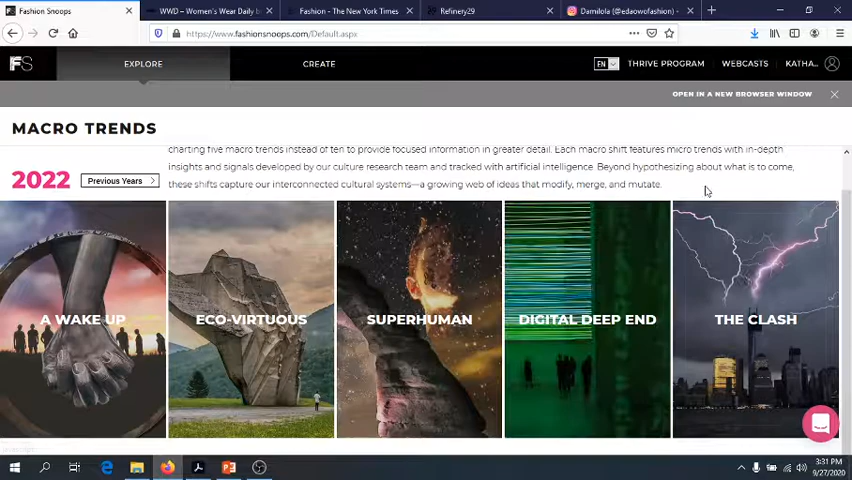 Fashion Snoops
WWD – Women's Wear Daily b
Fashion - The New York Times
Refinery29
Damilola (@edaowofashion) •
https://www.fashionsnoops.com/Default.aspx
FS
EXPLORE
CREATE
EN
THRIVE PROGRAM
WEBCASTS
KATHA...
OPEN IN A NEW BROWSER WINDOW
MACRO TRENDS
charting five macro trends instead of ten to provide focused information in greater detail. Each macro shift features micro trends with in-depth
insights and signals developed by our culture research team and tracked with artificial intelligence. Beyond hypothesizing about what is to come,
these shifts capture our interconnected cultural systems—a growing web of ideas that modify, merge, and mutate.
2022
Previous Years
A WAKE UP
ECO-VIRTUOUS
SUPERHUMAN
DIGITAL DEEP END
THE CLASH
3:31 PM
9/27/2020